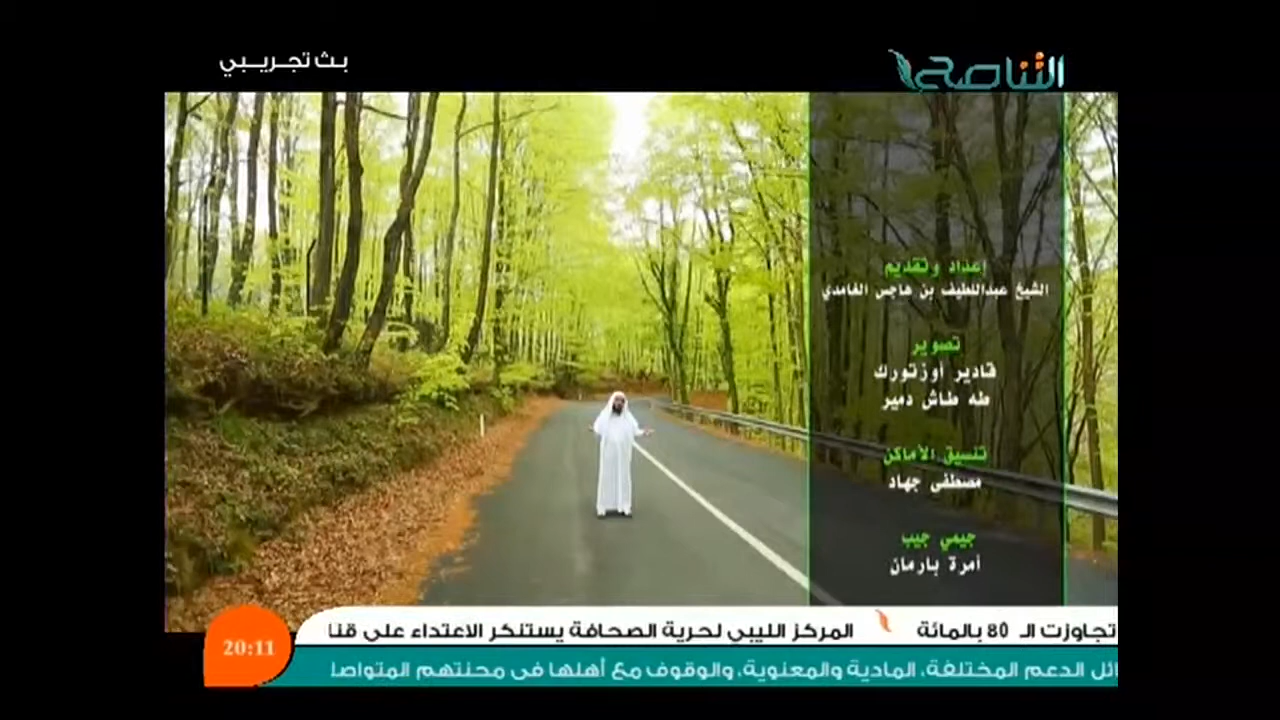 بث تجريبي
التناصح
إعداد وتقديم
الشيخ عبداللطيف بن هاجس الغامدي
تصوير
قادير أوزتورك
طه طاش دمير
تنسيق الأماكن
مصطفى جهاد
جيمي جيب
أمرة بارمان
تجاوزت الـ 80 بالمائة
المركز الليبي لحرية الصحافة يستنكر الاعتداء على قنا
20:11
ئل الدعم المختلفة، المادية والمعنوية، والوقوف مع أهلها في محنتهم المتواصل